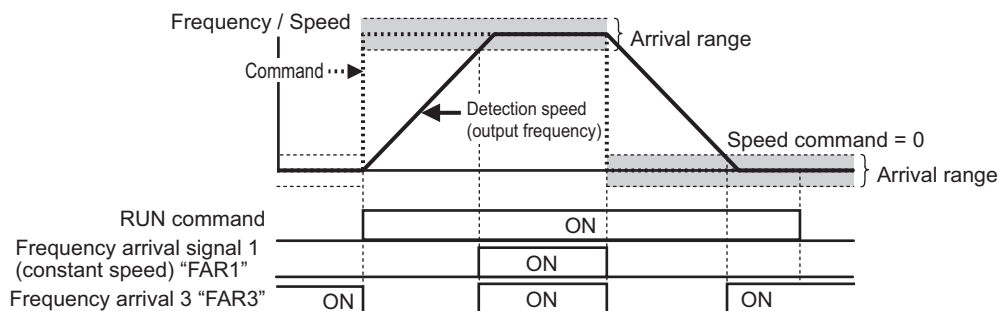 Frequency / Speed
Arrival range
Command
Detection speed
(output frequency)
Speed command = 0
Arrival range
RUN command
ON
Frequency arrival signal 1
(constant speed) “FAR1”
ON
Frequency arrival 3 “FAR3”
ON
ON
ON